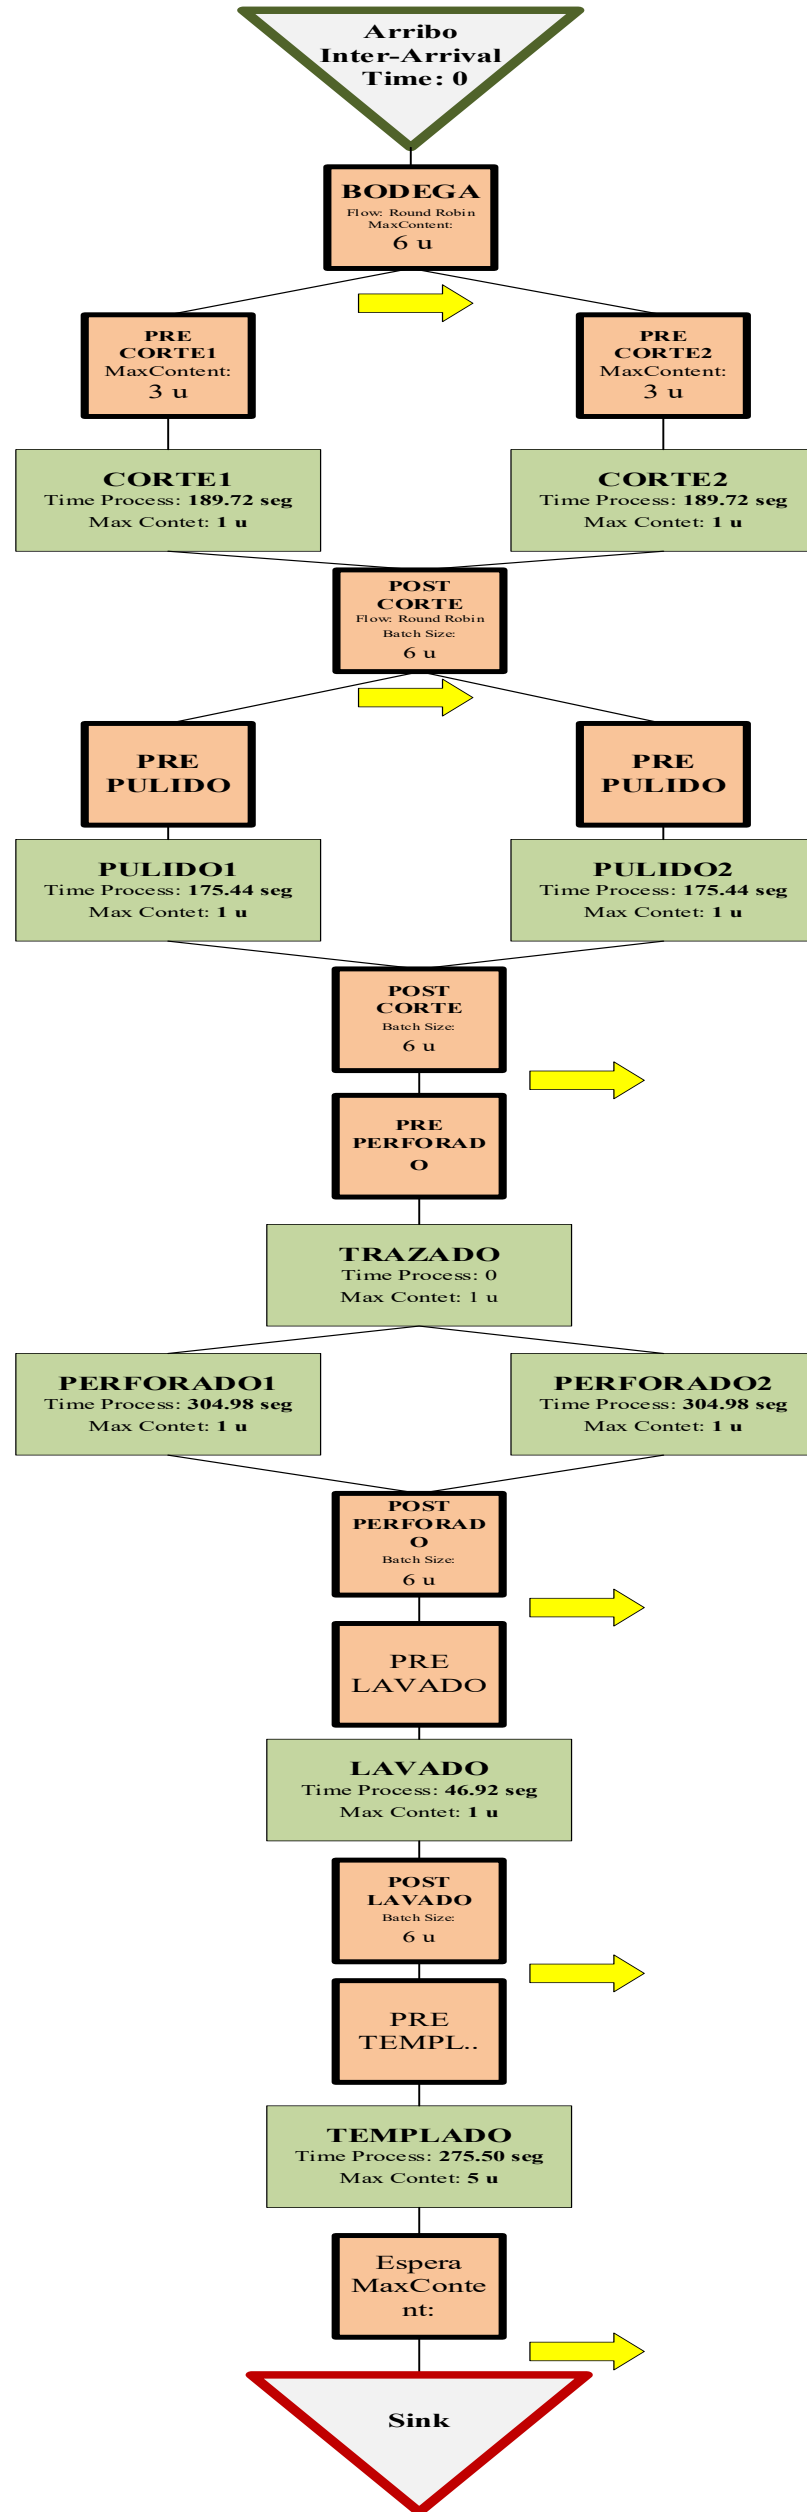 Arribo
Inter-Arrival
Time: 0
BODEGA
Flow: Round Robin
MaxContent:
6 u
PRE
CORTE1
MaxContent:
3 u
PRE
CORTE2
MaxContent:
3 u
CORTE1
Time Process: 189.72 seg
Max Contet: 1 u
CORTE2
Time Process: 189.72 seg
Max Contet: 1 u
POST
CORTE
Flow: Round Robin
Batch Size:
6 u
PRE
PULIDO
PRE
PULIDO
PULIDO1
Time Process: 175.44 seg
Max Contet: 1 u
PULIDO2
Time Process: 175.44 seg
Max Contet: 1 u
POST
CORTE
Batch Size:
6 u
PRE
PERFORAD
O
TRAZADO
Time Process: 0
Max Contet: 1 u
PERFORADO1
Time Process: 304.98 seg
Max Contet: 1 u
PERFORADO2
Time Process: 304.98 seg
Max Contet: 1 u
POST
PERFORAD
O
Batch Size:
6 u
PRE
LAVADO
LAVADO
Time Process: 46.92 seg
Max Contet: 1 u
POST
LAVADO
Batch Size:
6 u
PRE
TEMPL..
TEMPLADO
Time Process: 275.50 seg
Max Contet: 5 u
Espera
MaxConte
nt:
Sink